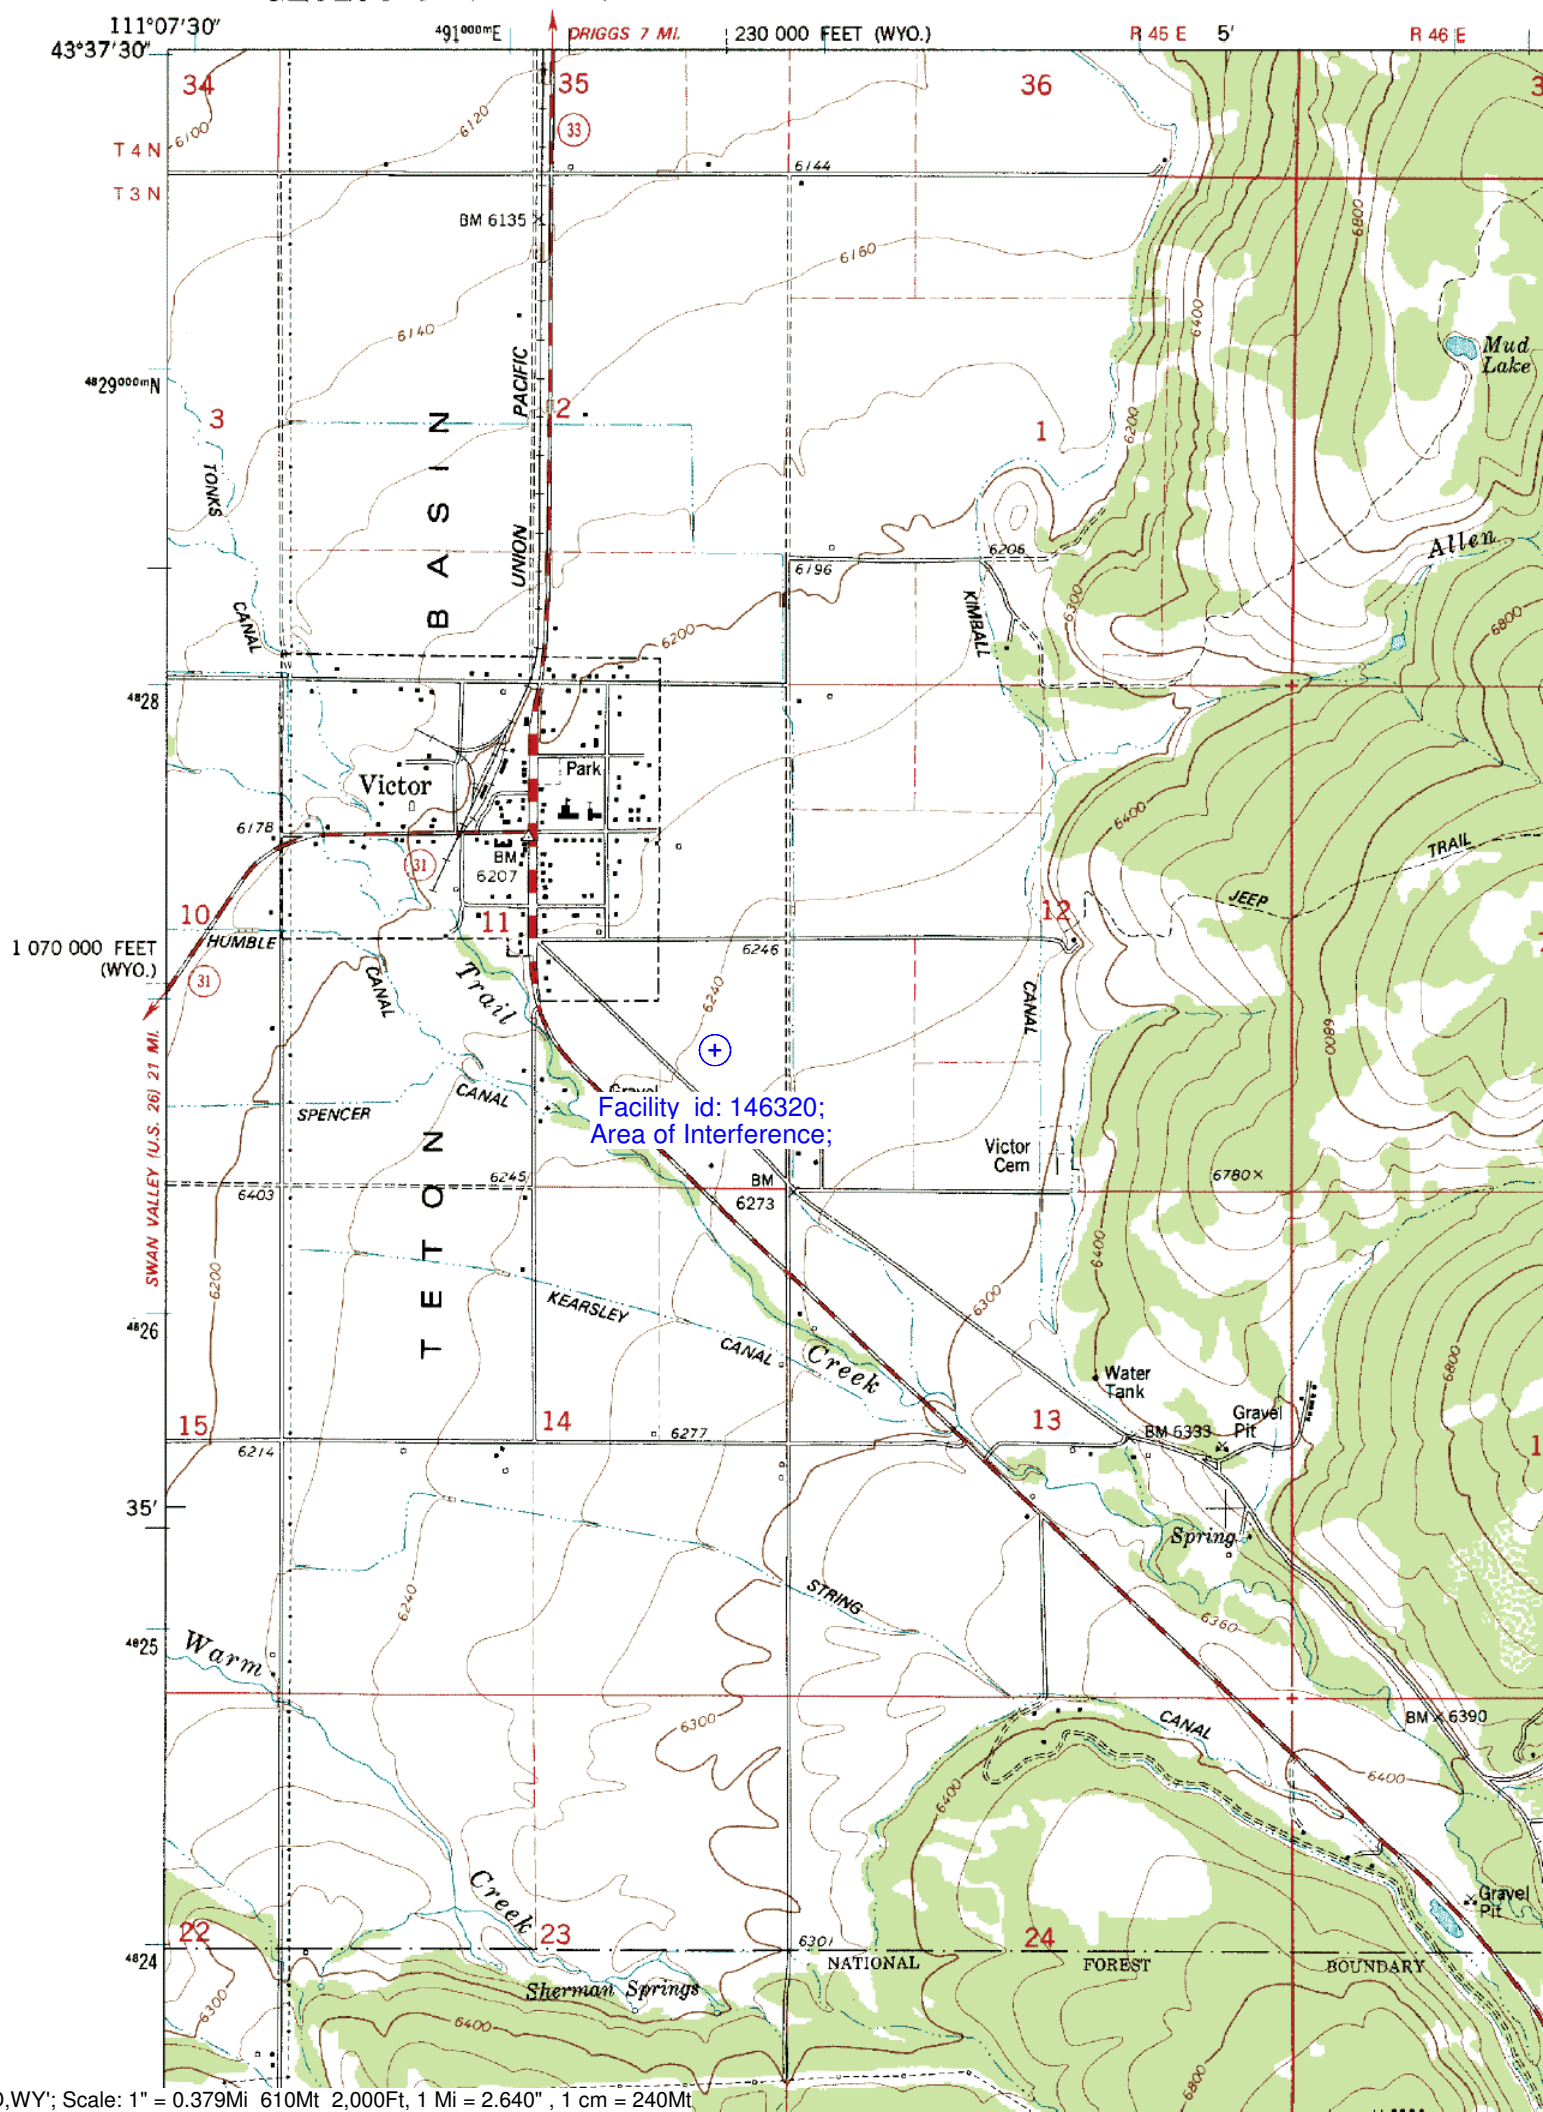 111°07'30"
491000mE
DRIGGS 7 MI.
230 000 FEET (WYO.)
R 45 E
5'
R 46 E
43°37'30"
34
35
36
6100
6120
33
T 4 N
T 3 N
6144
BM 6135
6160
6800
6140
6400
PACIFIC
Mud
Lake
4829000mN
3
2
1
6200
TONKS
BASIN
UNION
Allen
6206
6196
CANAL
KIMBALL
6300
6800
6200
4828
Park
Victor
6400
6178
TRAIL
BM
6207
31
JEEP
10
11
12
HUMBLE
1 070 000 FEET
(WYO.)
6246
31
CANAL
Trail
6240
CANAL
6800
SWAN VALLEY (U.S. 26) 21 MI.
SPENCER
CANAL
Gravel
Facility id: 146320;
Area of Interference;
Victor
Cem
6403
6245
BM
6273
6780
TETON
6200
KEARSLEY
6300
6400
4826
CANAL
Creek
Water
Tank
6800
15
14
13
Gravel
Pit
6214
6277
BM 6333
1
35'
Spring
STRING
6240
6360
4825
Warm
6300
CANAL
BM 6390
6400
6400
Creek
Gravel
Pit
22
23
24
6301
4824
NATIONAL FOREST BOUNDARY
Sherman Springs
6300
6400
6800
,WY'; Scale: 1" = 0.379Mi 610Mt 2,000Ft, 1 Mi = 2.640" , 1 cm = 240Mt